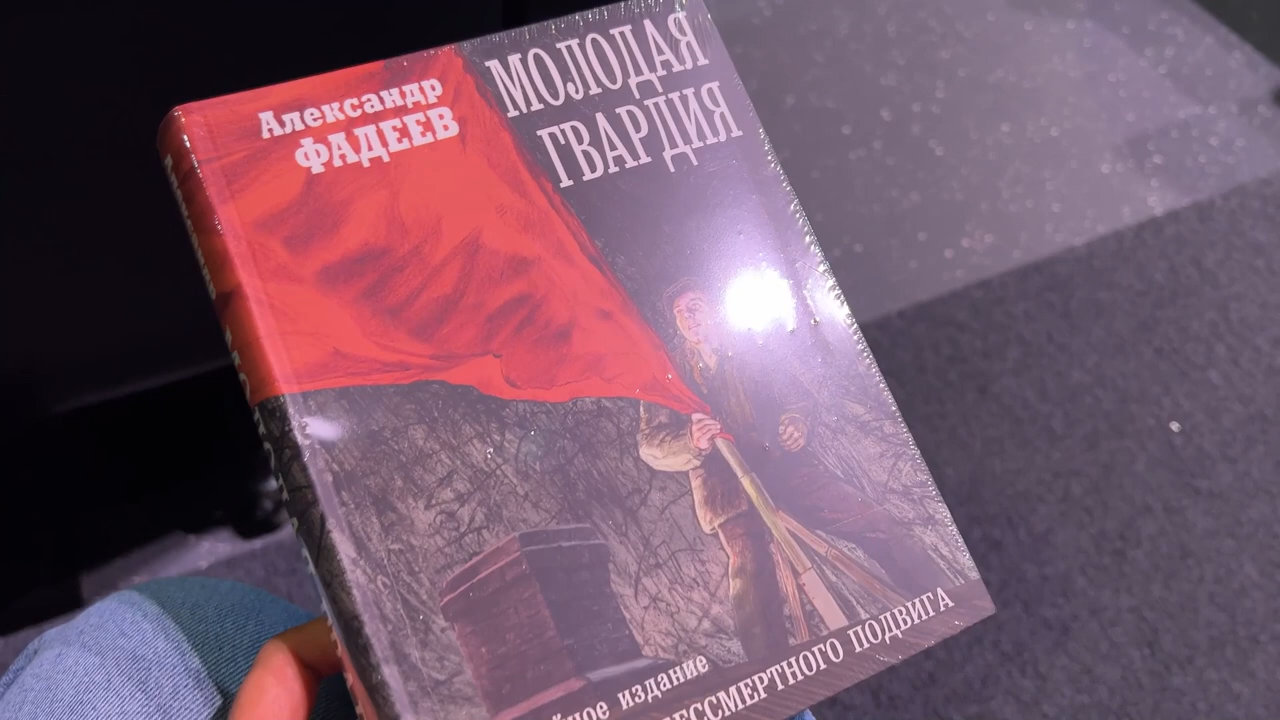 Александр
ФАДЕЕВ
МОЛОДАЯ
ГВАРДИЯ
издание
БЕССМЕРТНОГО ПОДВИГА